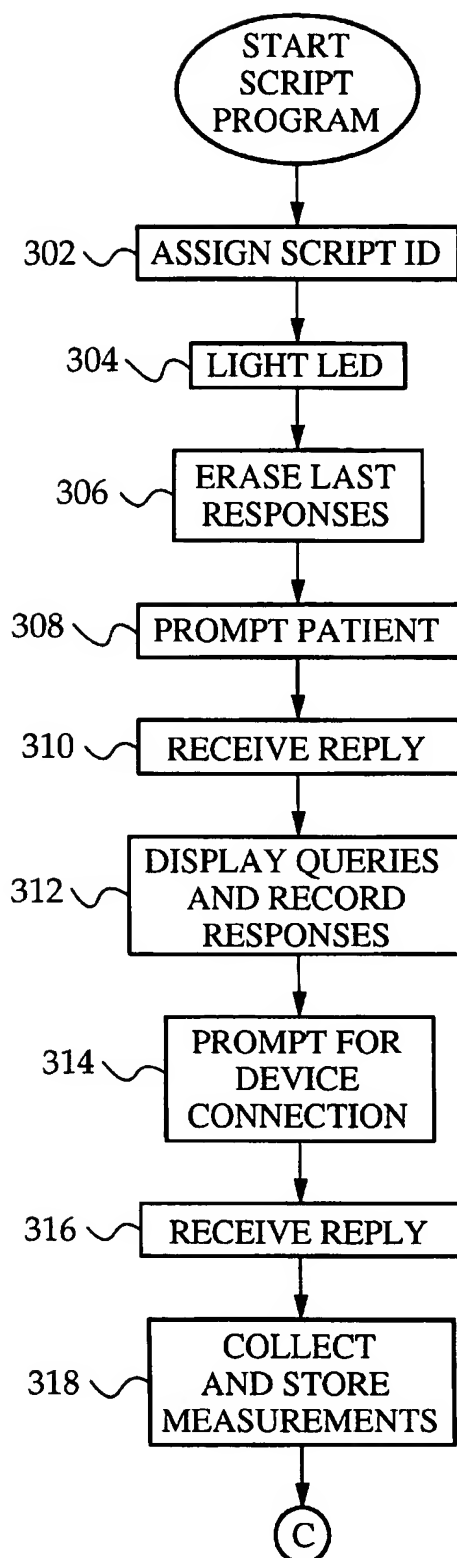 START
SCRIPT
PROGRAM
302
ASSIGN SCRIPT ID
304
LIGHT LED
306
ERASE LAST
RESPONSES
308
PROMPT PATIENT
310
RECEIVE REPLY
312
DISPLAY QUERIES
AND RECORD
RESPONSES
314
PROMPT FOR
DEVICE
CONNECTION
316
RECEIVE REPLY
318
COLLECT
AND STORE
MEASUREMENTS
C